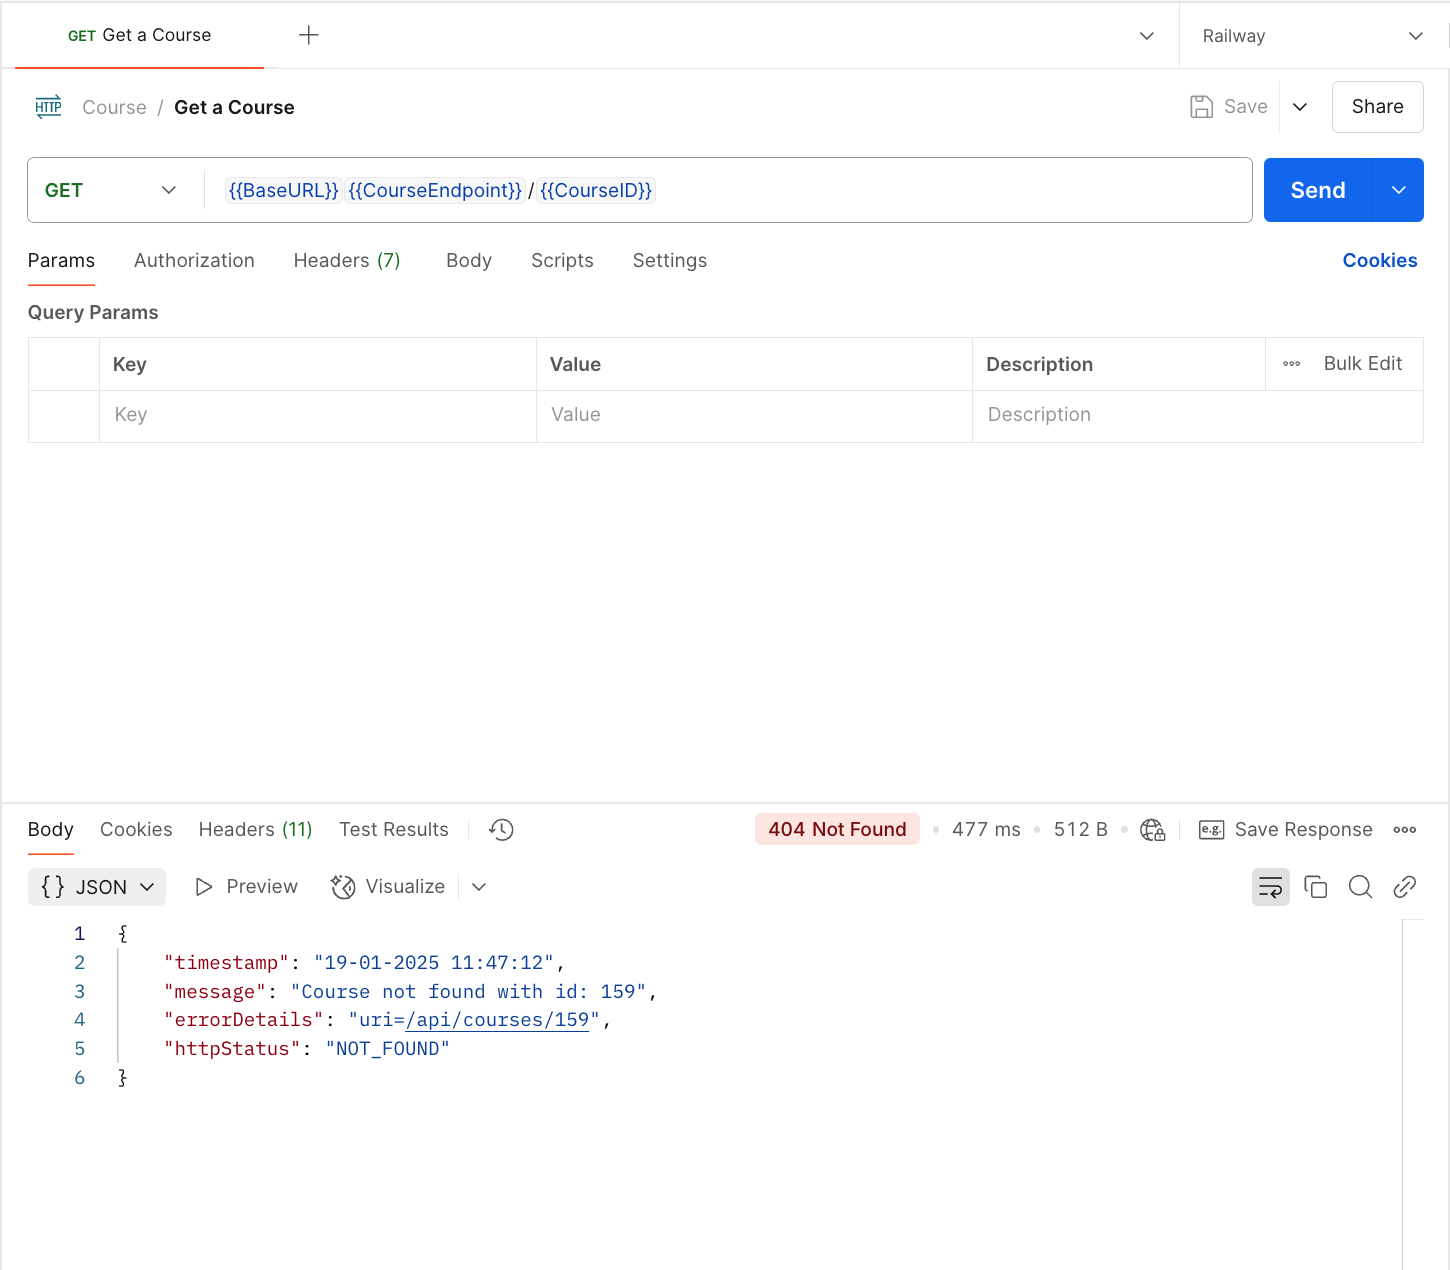 GET Get a Course
Railway
HTTP Course / Get a Course
Save
Share
GET
{{BaseURL}}{{CourseEndpoint}}/{{CourseID}}
Send
Params Authorization Headers (7) Body Scripts Settings Cookies
Query Params
Key Value Description Bulk Edit
Key Value Description
Body Cookies Headers (11) Test Results 404 Not Found 477 ms 512 B e.g. Save Response
{} JSON Preview Visualize
1 {
2 "timestamp": "19-01-2025 11:47:12",
3 "message": "Course not found with id: 159",
4 "errorDetails": "uri=/api/courses/159",
5 "httpStatus": "NOT_FOUND"
6 }